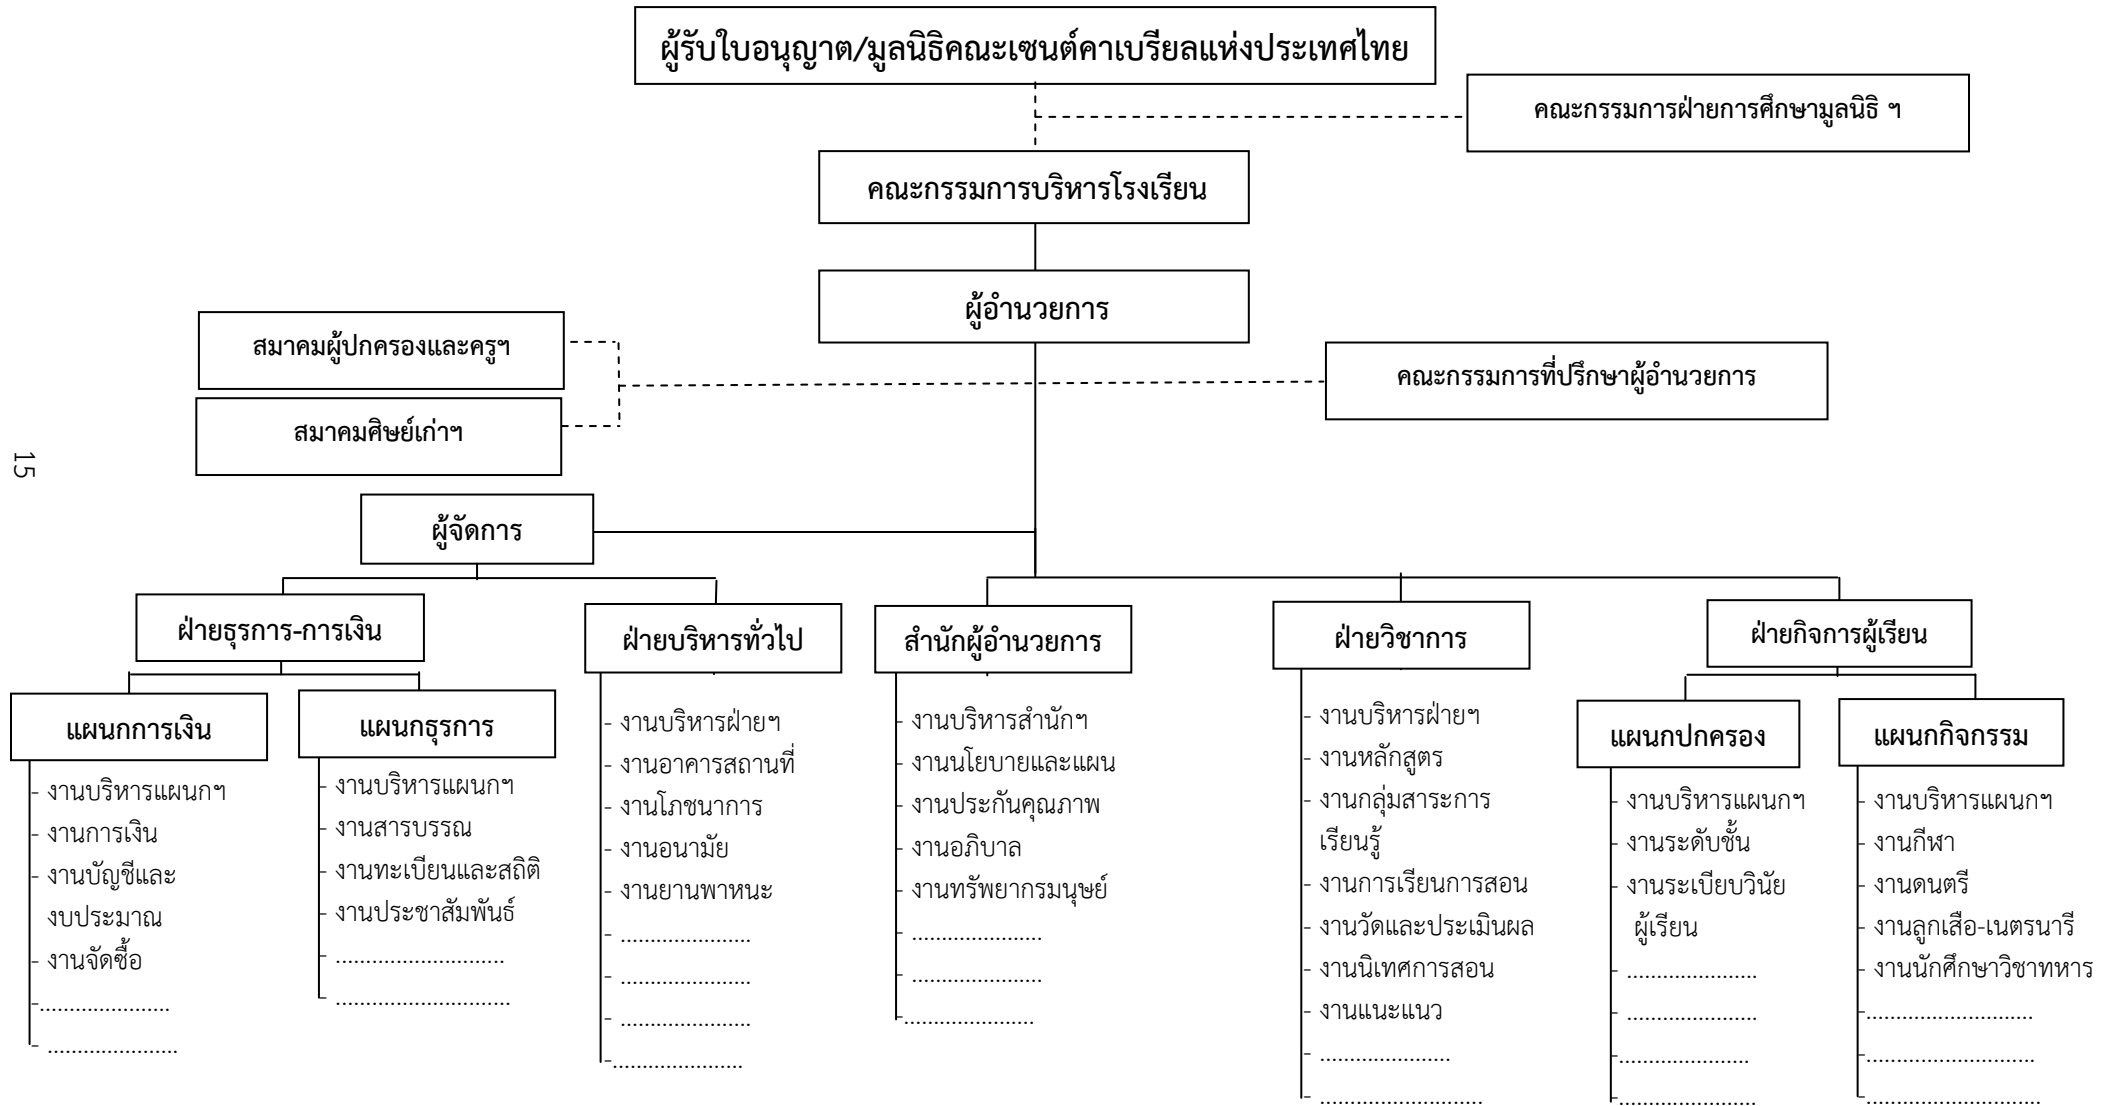 ผู้รับใบอนุญาต/มูลนิธิคณะเซนต์คาเบรียลแห่งประเทศไทย
คณะกรรมการฝ่ายการศึกษามูลนิธิ ฯ
คณะกรรมการบริหารโรงเรียน
ผู้อำนวยการ
สมาคมผู้ปกครองและครูฯ
คณะกรรมการที่ปรึกษาผู้อำนวยการ
สมาคมศิษย์เก่าฯ
15
ผู้จัดการ
ฝ่ายธุรการ-การเงิน
แผนกการเงิน
- งานบริหารแผนกฯ
- งานการเงิน
- งานบัญชีและ
งบประมาณ
- งานจัดซื้อ
- ......................
- ......................
แผนกธุรการ
- งานบริหารแผนกฯ
- งานสารบรรณ
- งานทะเบียนและสถิติ
- งานประชาสัมพันธ์
- .............................
- ..............................
ฝ่ายบริหารทั่วไป
- งานบริหารฝ่ายฯ
- งานอาคารสถานที่
- งานโภชนาการ
- งานอนามัย
- งานยานพาหนะ
- ......................
- ......................
- ......................
- ......................
สำนักผู้อำนวยการ
- งานบริหารสำนักฯ
- งานนโยบายและแผน
- งานประกันคุณภาพ
- งานอภิบาล
- งานทรัพยากรมนุษย์
- ......................
- ......................
- ......................
ฝ่ายวิชาการ
- งานบริหารฝ่ายฯ
- งานหลักสูตร
- งานกลุ่มสาระการ
เรียนรู้
- งานการเรียนการสอน
- งานวัดและประเมินผล
- งานนิเทศการสอน
- งานแนะแนว
- ......................
- ............................
ฝ่ายกิจการผู้เรียน
แผนกปกครอง
- งานบริหารแผนกฯ
- งานระดับชั้น
- งานระเบียบวินัย
ผู้เรียน
- ......................
- ......................
- ......................
- .......................
แผนกกิจกรรม
- งานบริหารแผนกฯ
- งานกีฬา
- งานดนตรี
- งานลูกเสือ-เนตรนารี
- งานนักศึกษาวิชาทหาร
- ............................
- ............................
- ..............................